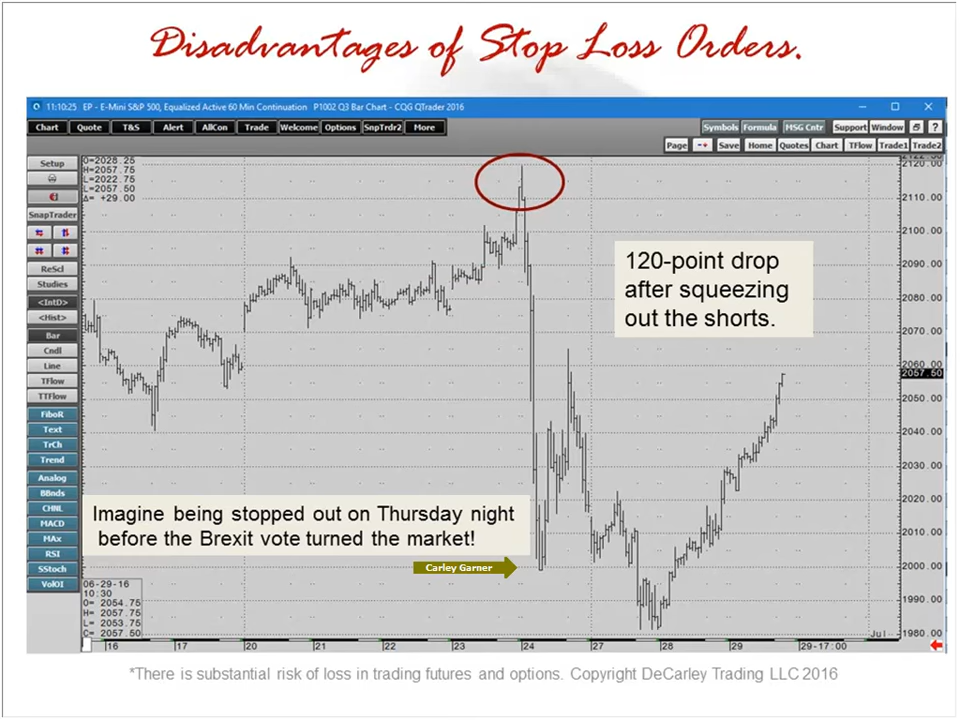 Disadvantages of Stop Loss Orders.
11:10:25 EP - E-Mini S&P 500, Equalized Active 60 Min Continuation P1002 Q3 Bar Chart - CQG QTrader 2016
Chart Quote T&S Alert AllCon Trade Welcome Options SnpTrdr2 More
Symbols Formula MSG Cntr Support Window ?
Page Save Home Quotes Chart TFlow Trade1 Trade2
Setup
SnapTrader
ReScl
Studies
<IntD>
<Hist>
Bar
Cndl
Line
TFlow
TTFlow
FiboR
Text
TrCh
Trend
Analog
BBnds
CHNL
MACD
MAx
RSI
SStoch
VolOI
O=2028.25
H=2057.75
L=2022.75
L=2057.50
Δ= +29.00
2120.00
2110.00
2100.00
2090.00
2080.00
2070.00
2060.00
2057.50
2050.00
2040.00
2030.00
2020.00
2010.00
2000.00
1990.00
1980.00
120-point drop
after squeezing
out the shorts.
Imagine being stopped out on Thursday night
before the Brexit vote turned the market!
Carley Garner
06-29-16
10:30
O= 2054.75
H= 2057.75
L= 2053.75
C= 2057.50
Jul
16 17 20 21 22 23 24 27 28 29 29-17:00
*There is substantial risk of loss in trading futures and options. Copyright DeCarley Trading LLC 2016